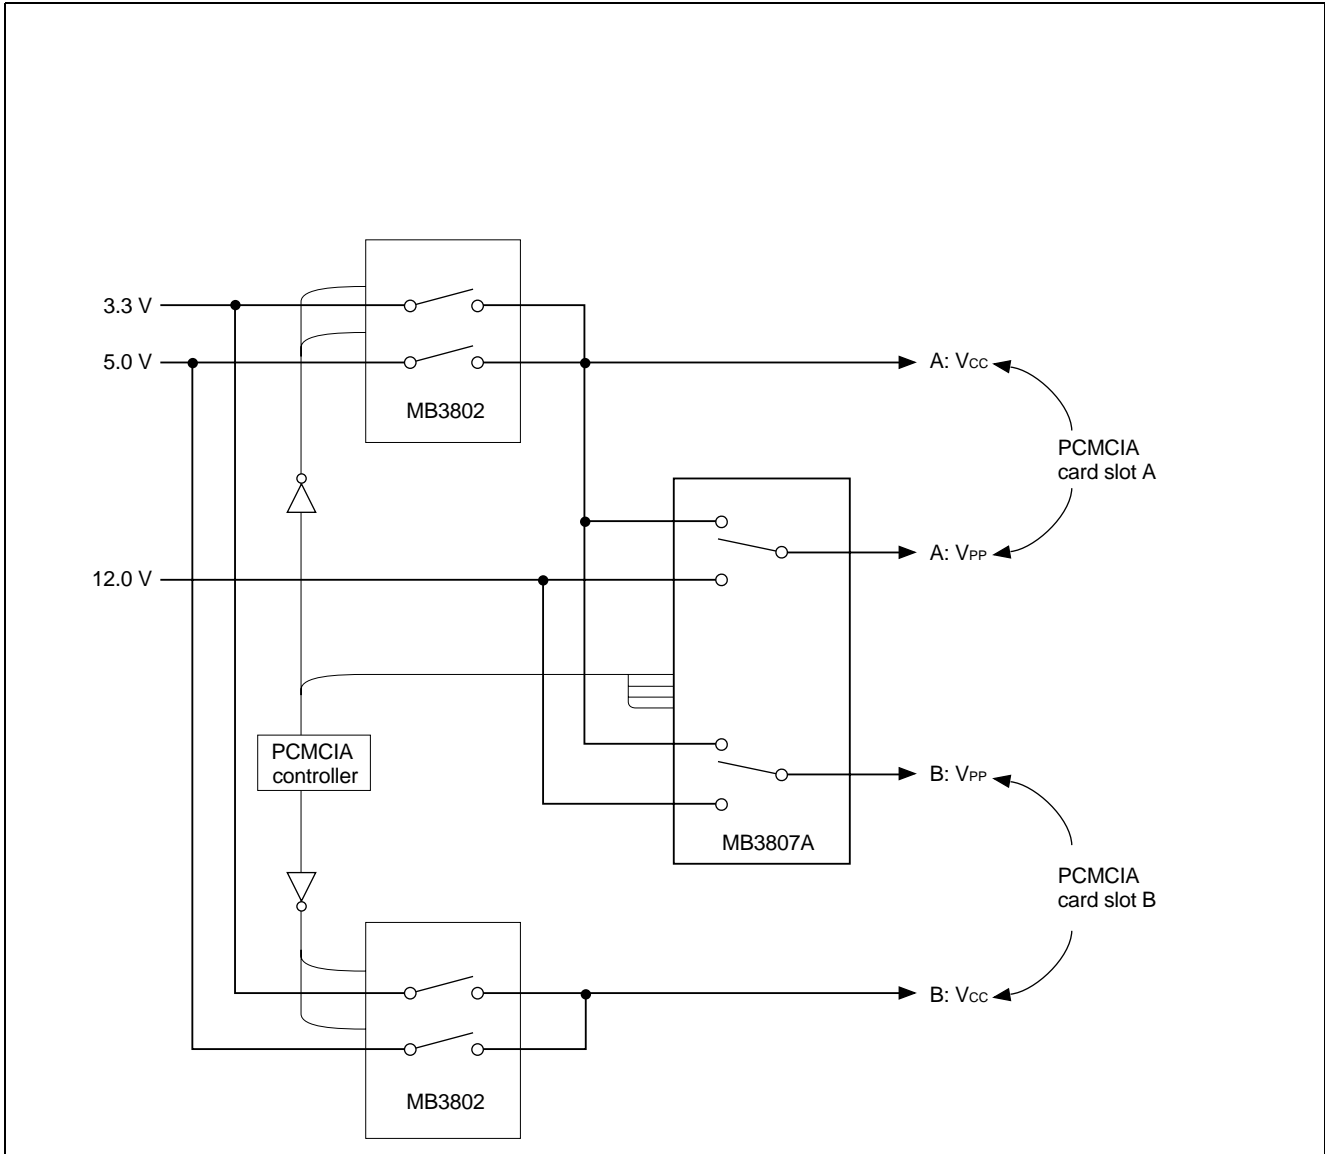 3.3 V
5.0 V
MB3802
A: VCC
PCMCIA
card slot A
A: VPP
12.0 V
PCMCIA
controller
B: VPP
MB3807A
PCMCIA
card slot B
B: VCC
MB3802